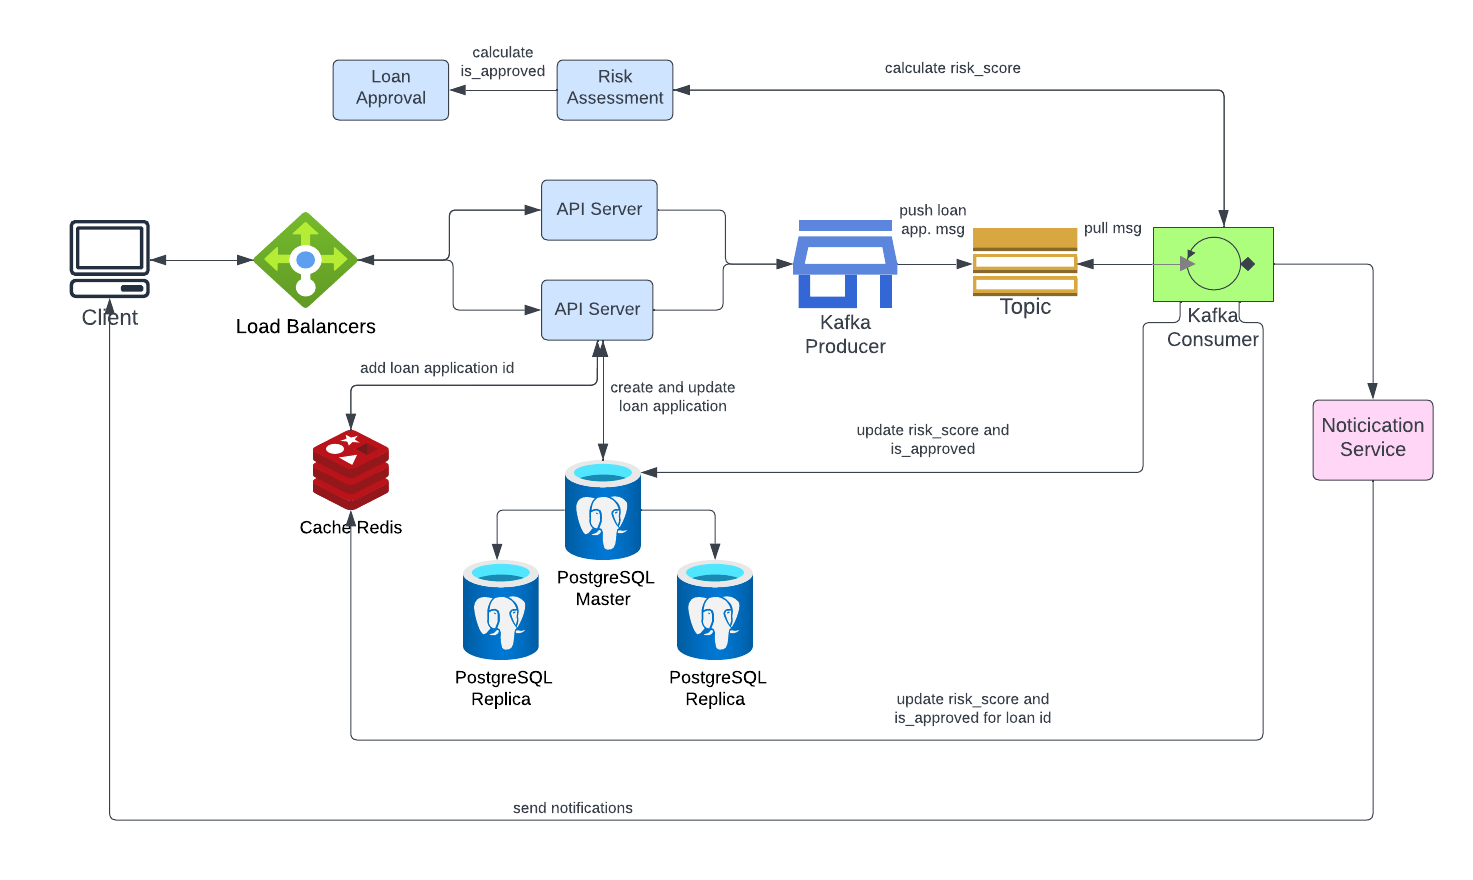 calculate
is_approved
calculate risk_score
Loan
Approval
Risk
Assessment
API Server
push loan
app. msg
pull msg
Client
Load Balancers
API Server
Kafka
Producer
Topic
Kafka
Consumer
add loan application id
create and update
loan application
update risk_score and
is_approved
Noticication
Service
Cache Redis
PostgreSQL
Master
PostgreSQL
Replica
PostgreSQL
Replica
update risk_score and
is_approved for loan id
send notifications